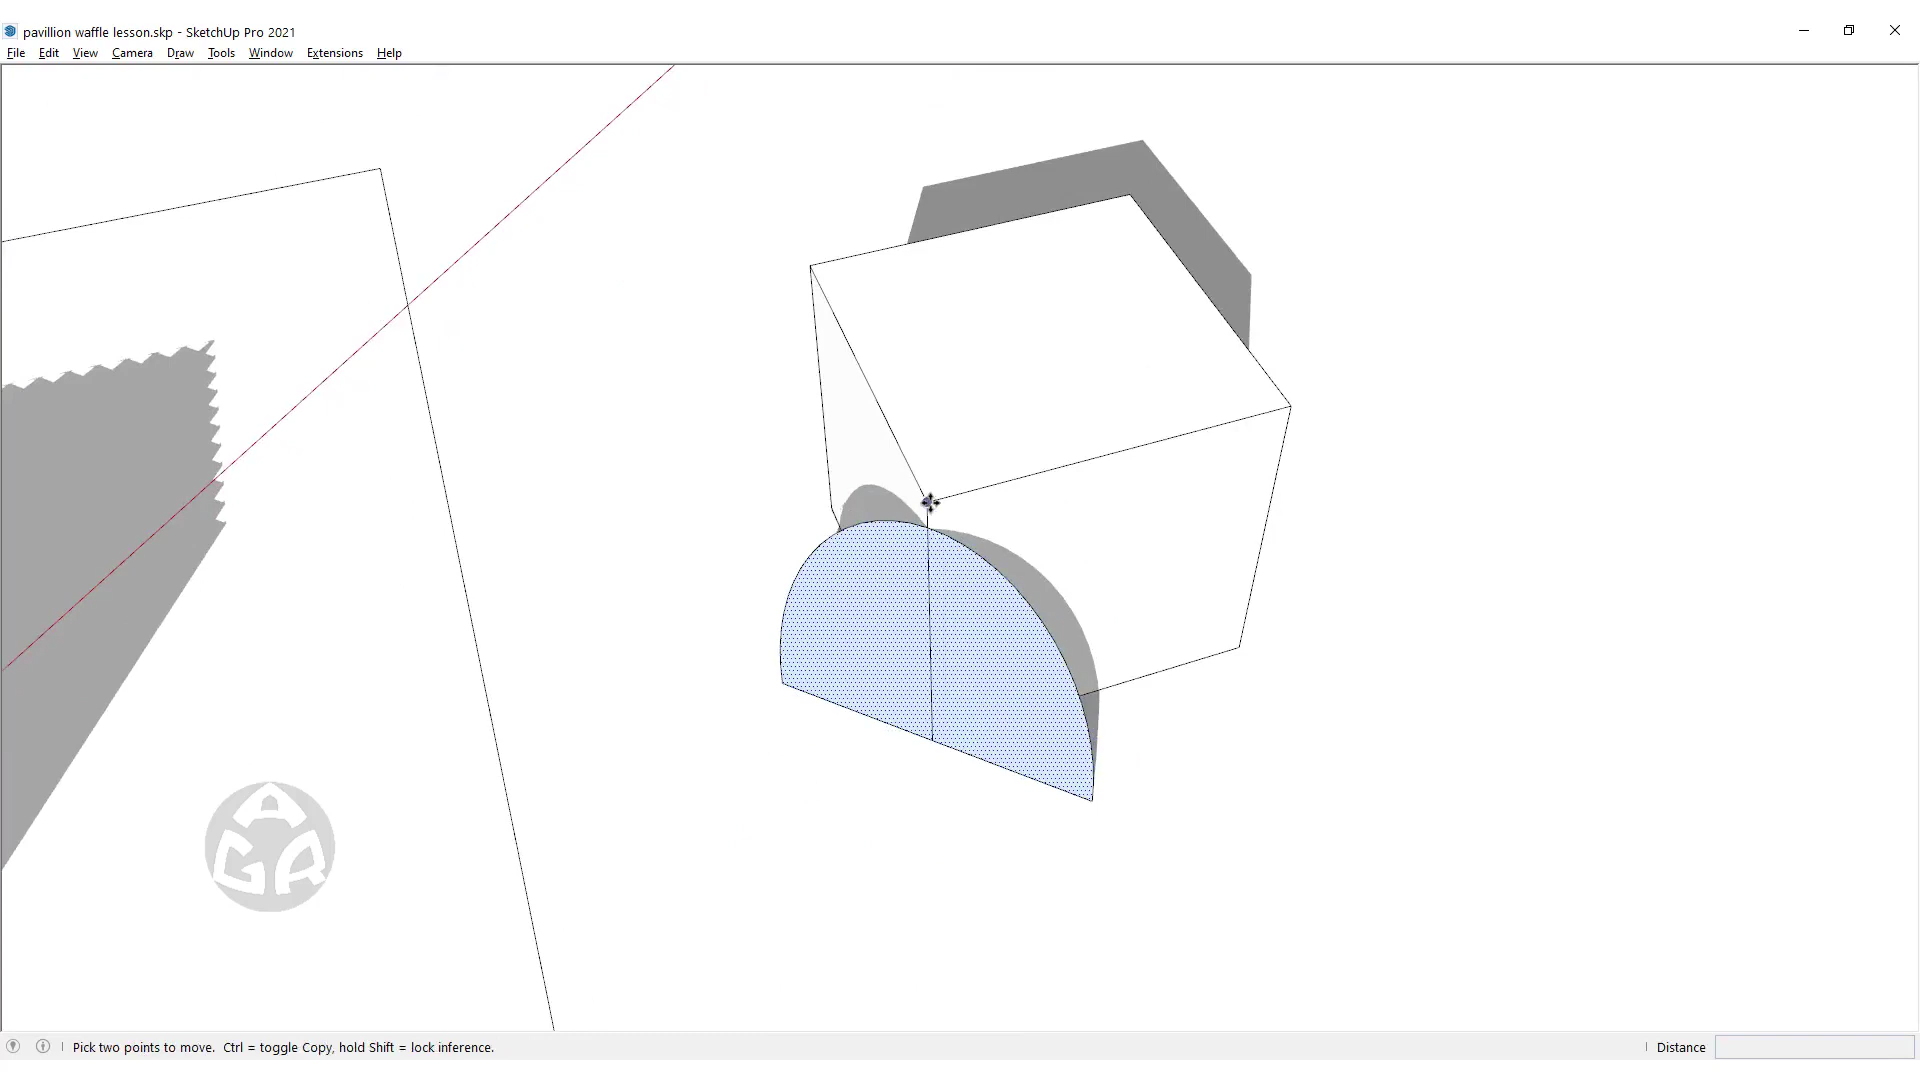 pavillion waffle lesson.skp - SketchUp Pro 2021
File Edit View Camera Draw Tools Window Extensions Help
GAR
Pick two points to move. Ctrl = toggle Copy, hold Shift = lock inference. Distance